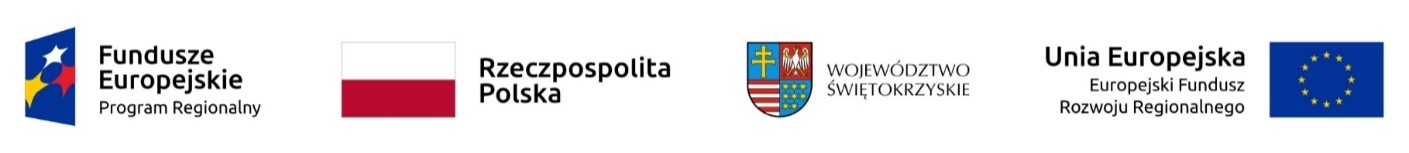 Fundusze
Europejskie
Program Regionalny
Rzeczpospolita
Polska
WOJEWÓDZTWO
ŚWIĘTOKRZYSKIE
Unia Europejska
Europejski Fundusz
Rozwoju Regionalnego